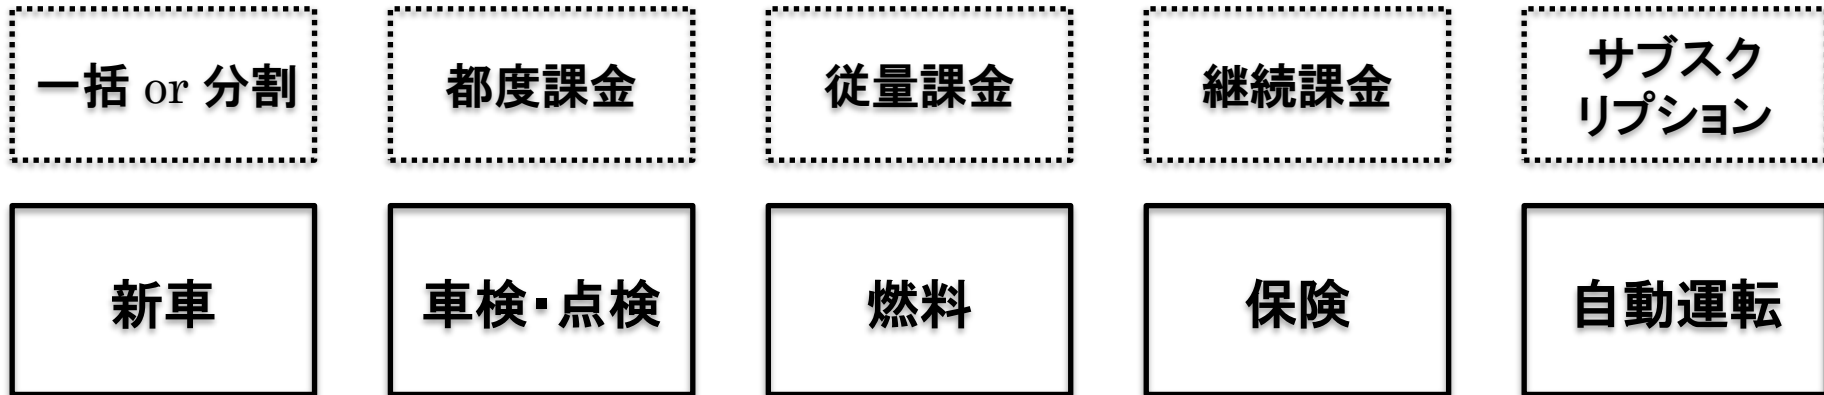 一括 or 分割
都度課金
従量課金
継続課金
サブスク
リプション
新車
車検・点検
燃料
保険
自動運転